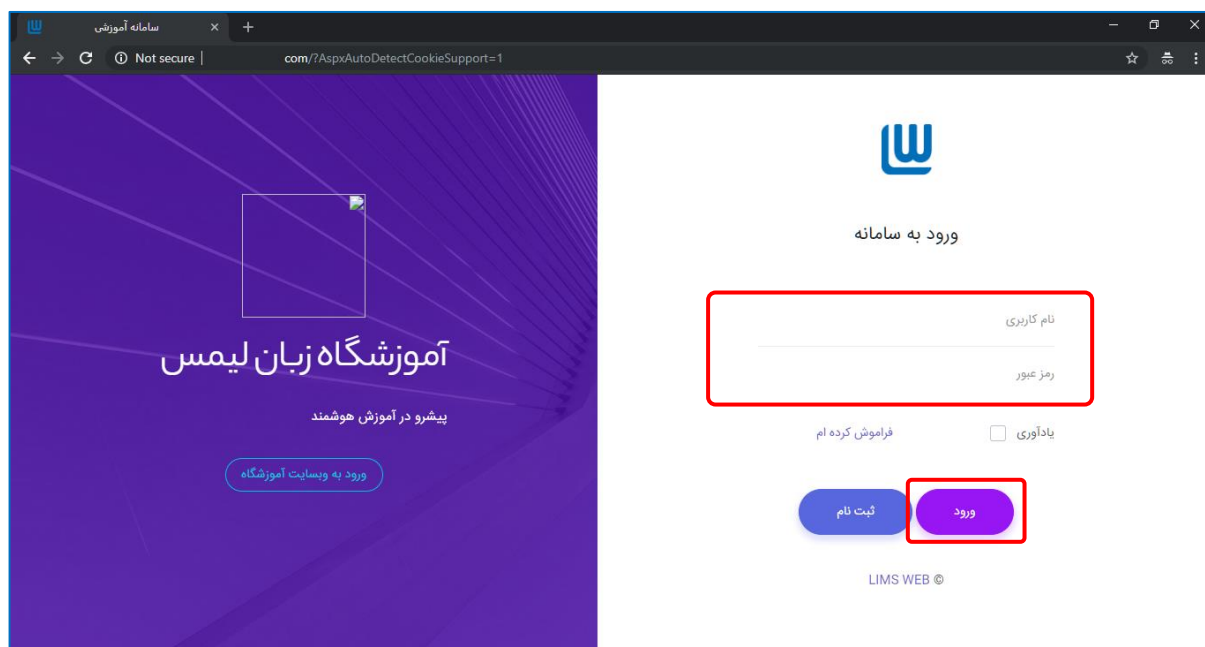 سامانه آموزشی
Not secure
com/?AspxAutoDetectCookieSupport=1
ورود به سامانه
نام کاربری
رمز عبور
یادآوری
فراموش کرده ام
ورود
ثبت نام
LIMS WEB ©
آموزشگاه زبان لیمس
پیشرو در آموزش هوشمند
ورود به وبسایت آموزشگاه